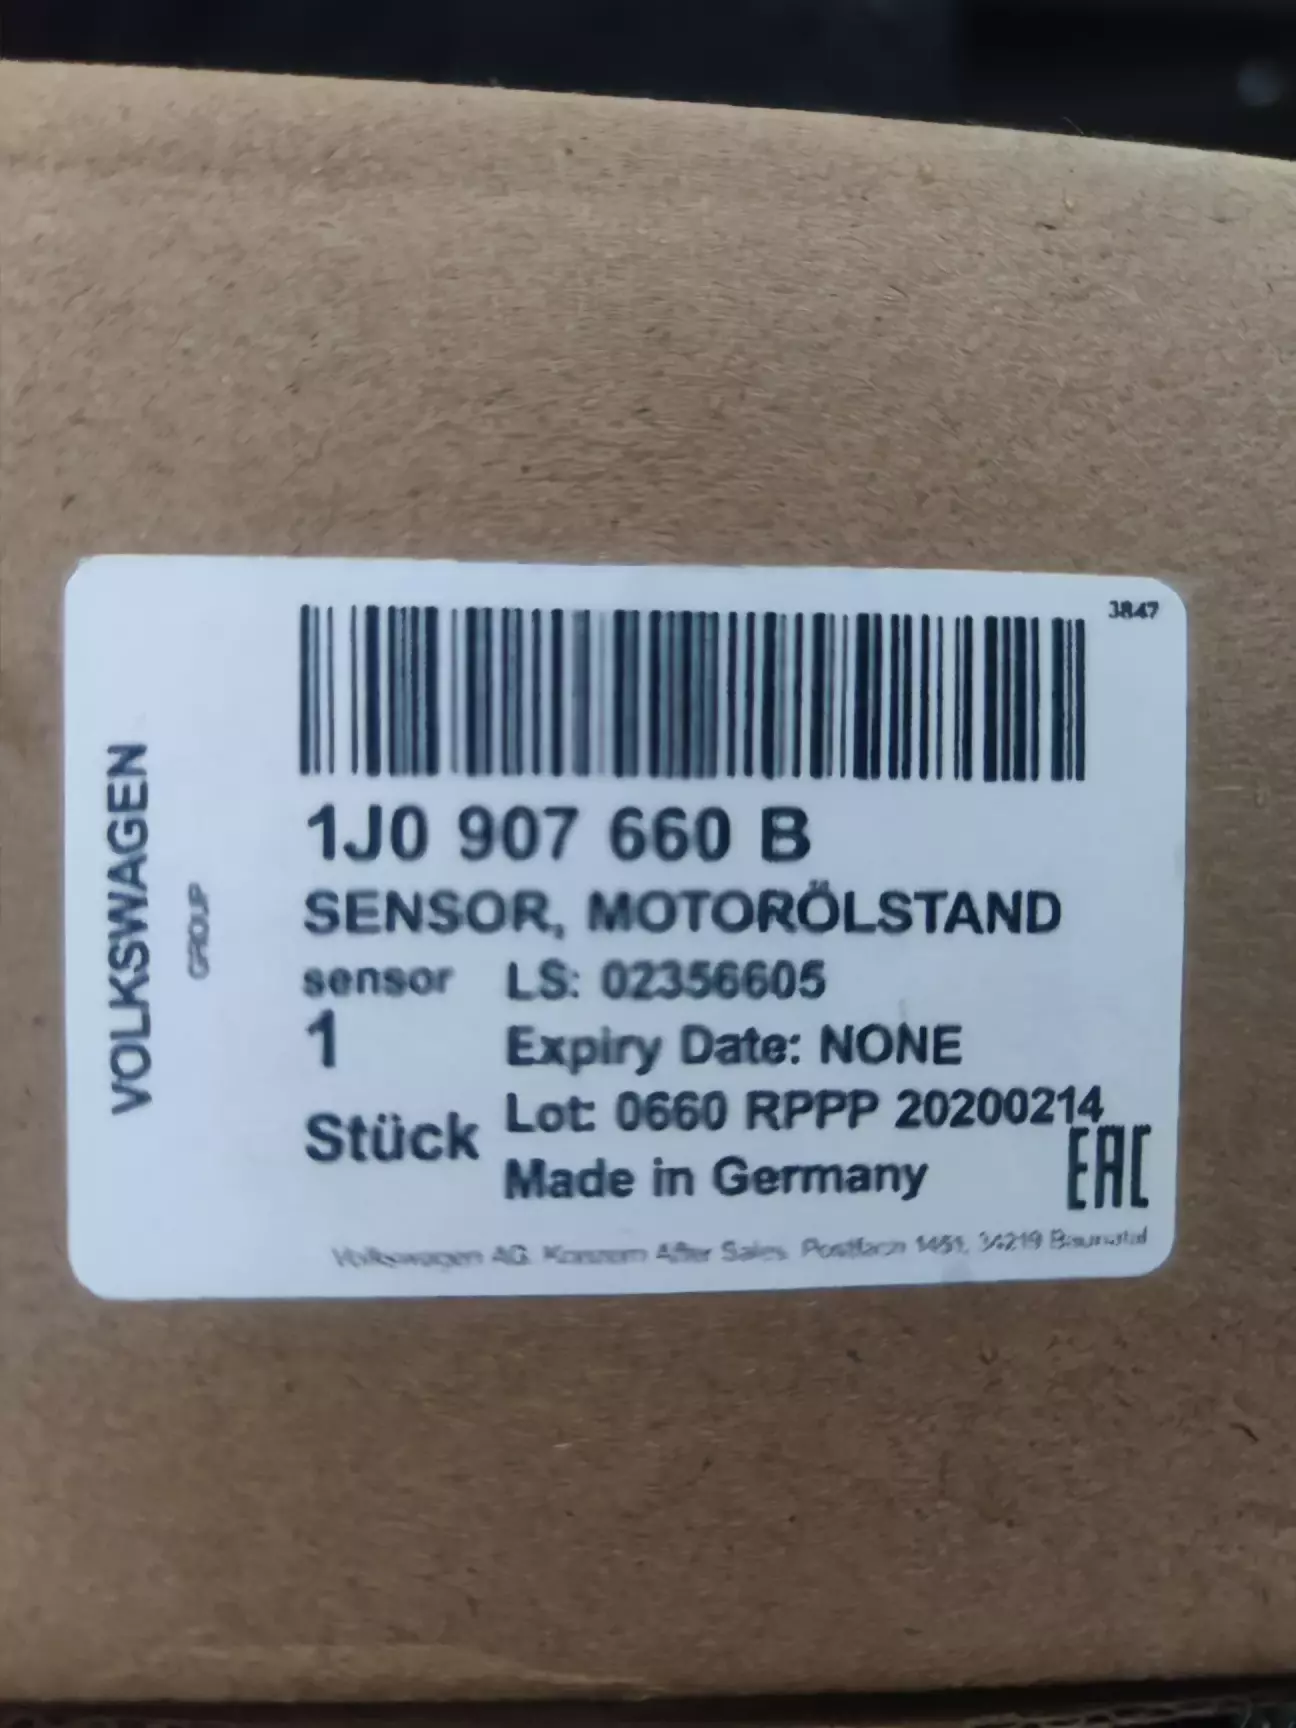 3847
VOLKSWAGEN
GROUP
1J0 907 660 B
SENSOR, MOTORÖLSTAND
sensor LS: 02356605
1 Expiry Date: NONE
Stück Lot: 0660 RPPP 20200214
Made in Germany
EAC
Volkswagen AG. Konzern After Sales. Postfach 1451, 34219 Baunatal